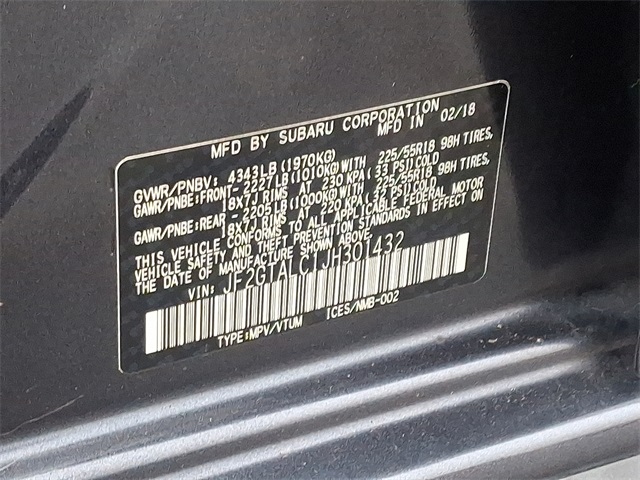 MFD BY SUBARU CORPORATION MFD IN 02/18
GVWR/PNBV: 4343LB(1970KG)
GAWR/PNBE:FRONT-2227LB(1010KG)WITH 225/55R18 98H TIRES,
18X7J RIMS AT 230 KPA(33 PSI)COLD
GAWR/PNBE:REAR -2205LB(1000KG)WITH 225/55R18 98H TIRES,
18X7J RIMS AT 220 KPA(32 PSI)COLD
THIS VEHICLE CONFORMS TO ALL APPLICABLE FEDERAL MOTOR
VEHICLE SAFETY AND THEFT PREVENTION STANDARDS IN EFFECT
ON THE DATE OF MANUFACTURE SHOWN ABOVE.
VIN: JF2GTALC1JH301432
TYPE:MPV/VTUM ICES/NMB-002